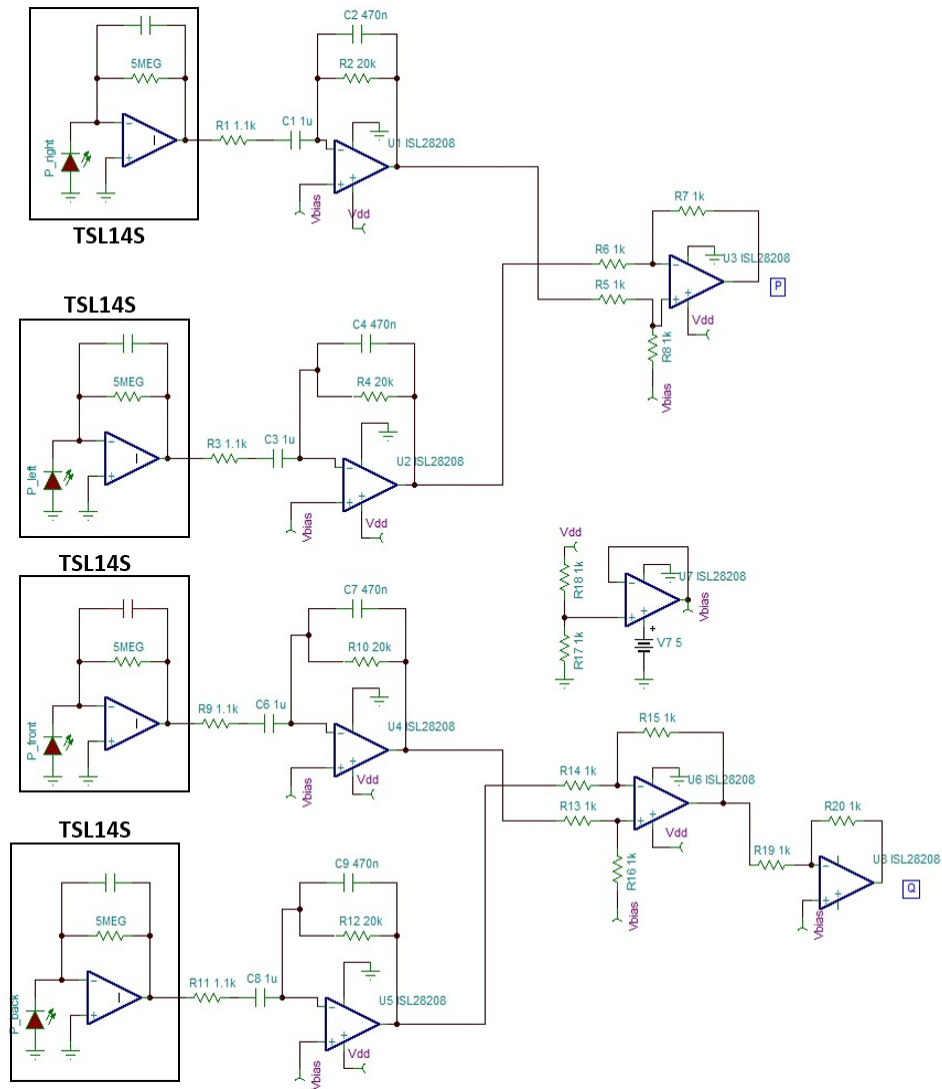 C2 470n
5MEG
R2 20k
R1 1.1k
C1 1u
U1 ISL28208
P_right
Vbias
Vdd
TSL14S
R7 1k
R6 1k
U3 ISL28208
R5 1k
P
Vdd
R8 1k
Vbias
TSL14S
C4 470n
5MEG
R4 20k
R3 1.1k
C3 1u
U2 ISL28208
P_left
Vbias
Vdd
TSL14S
Vdd
R18 1k
U7 ISL28208
Vbias
R17 1k
V7 5
C7 470n
5MEG
R10 20k
R9 1.1k
C6 1u
U4 ISL28208
P_front
Vbias
Vdd
R15 1k
R14 1k
U6 ISL28208
R13 1k
Vdd
R16 1k
Vbias
R20 1k
R19 1k
U8 ISL28208
Q
Vbias
TSL14S
C9 470n
5MEG
R12 20k
R11 1.1k
C8 1u
U5 ISL28208
P_back
Vbias
Vdd